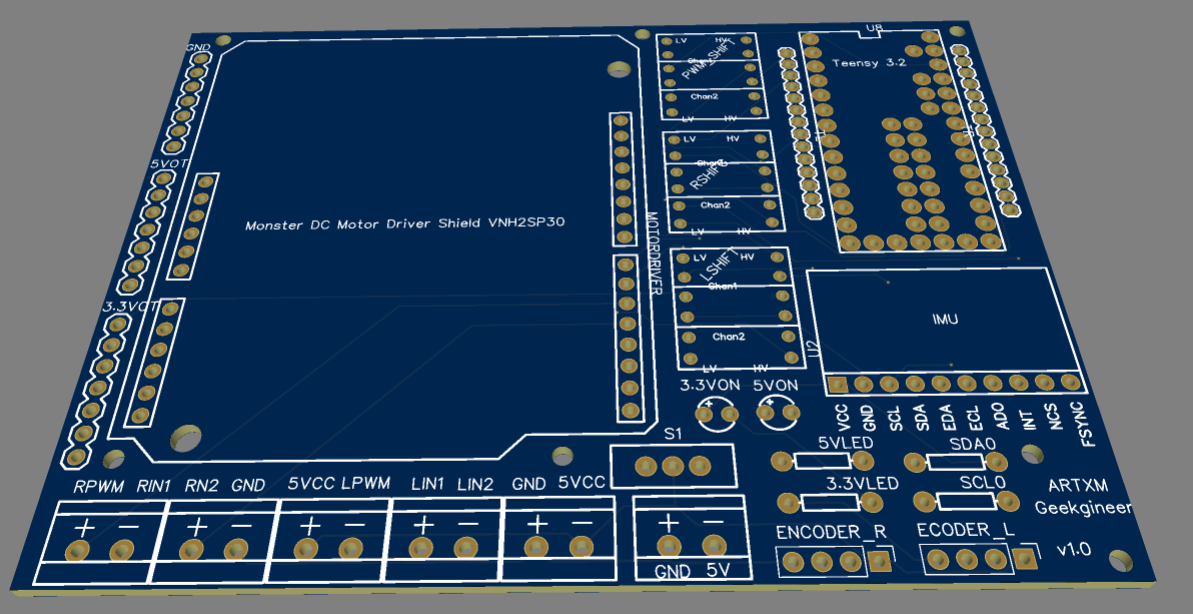 GND
5VOT
3.3VOT
Monster DC Motor Driver Shield VNH2SP30
MOTORDRIVER
LV HV
PWM_SHIFT
Chan1
Chan2
LV HV
LV HV
RSHIFT
Chan1
Chan2
LV HV
LV HV
LSHIFT
Chan1
Chan2
LV HV
U8
Teensy 3.2
IMU
U2
VCC GND SCL SDA EDA ECL ADO INT NCS FSYNC
3.3VON 5VON
S1
5VLED SDA0
3.3VLED SCL0
ARTXM
Geekgineer
v1.0
RPWM RIN1 RN2 GND 5VCC LPWM LIN1 LIN2 GND 5VCC
+ − + − + − + − + −
+ −
GND 5V
ENCODER_R ECODER_L